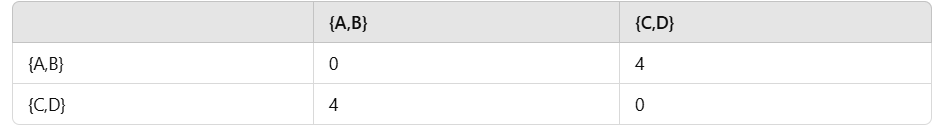 {A,B} {C,D}
{A,B} 0 4
{C,D} 4 0